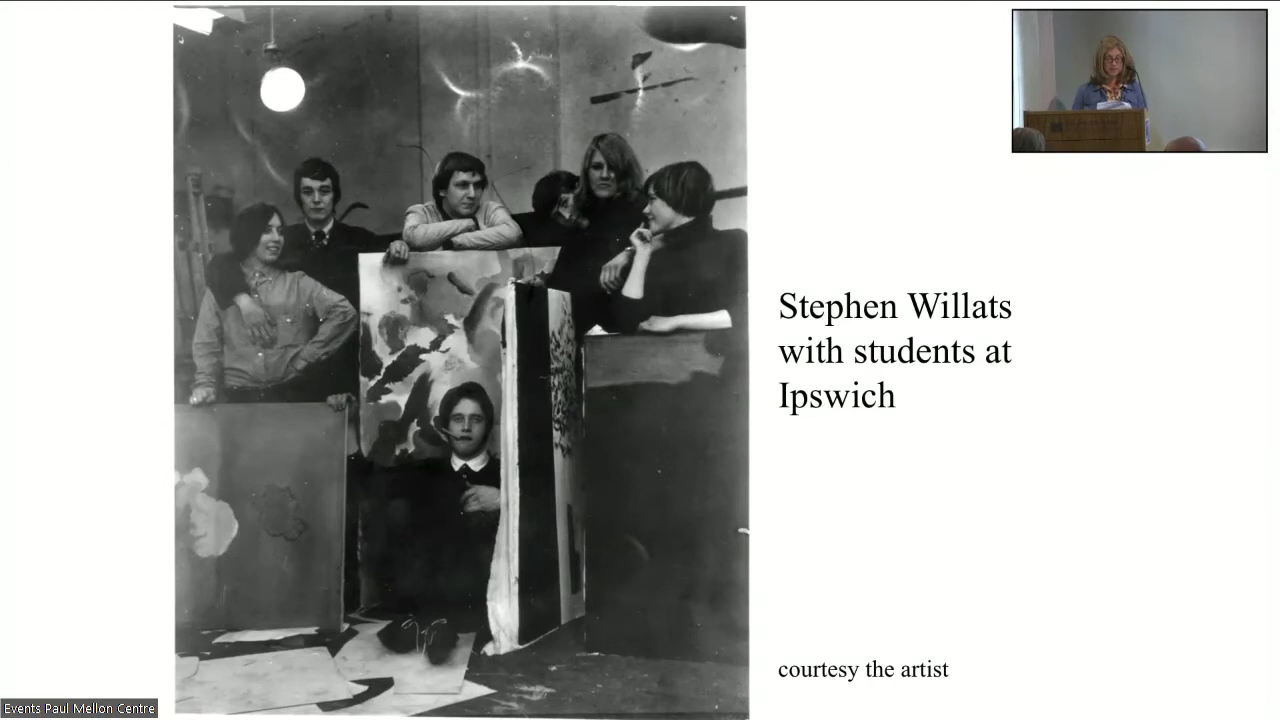 Stephen Willats
with students at
Ipswich
courtesy the artist
Events Paul Mellon Centre